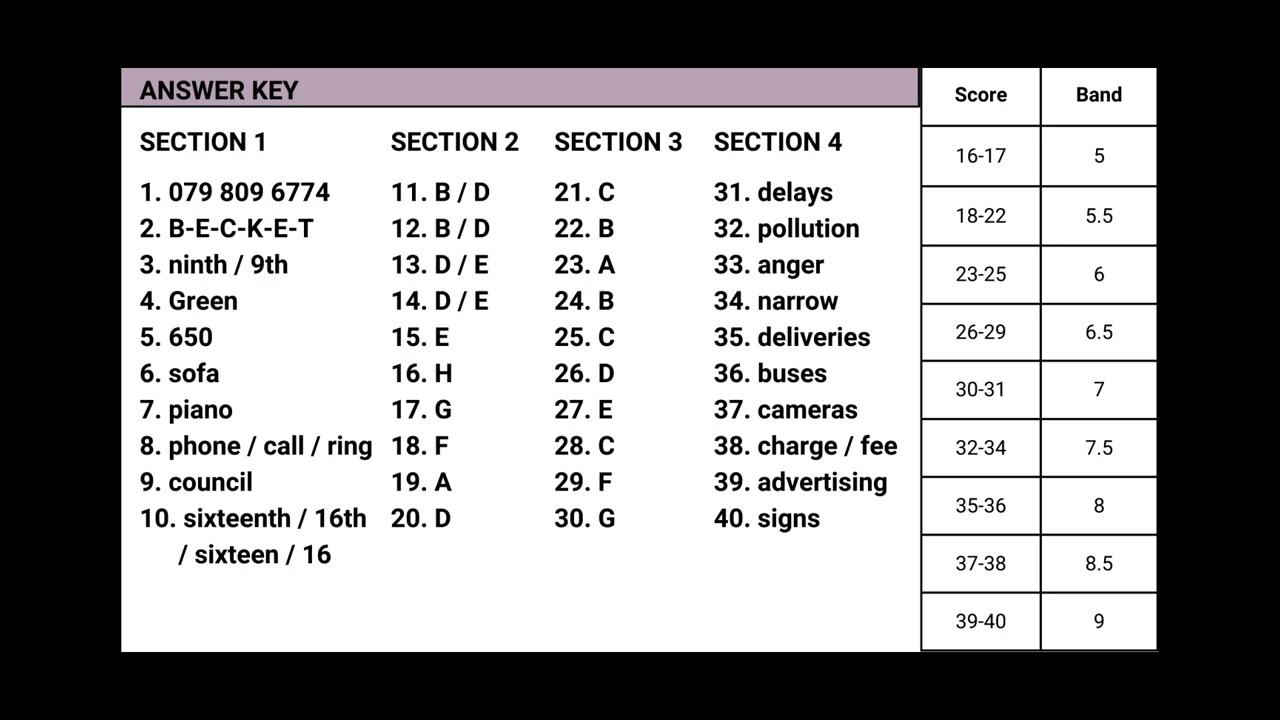 ANSWER KEY
SECTION 1
1. 079 809 6774
2. B-E-C-K-E-T
3. ninth / 9th
4. Green
5. 650
6. sofa
7. piano
8. phone / call / ring
9. council
10. sixteenth / 16th
/ sixteen / 16
SECTION 2
11. B / D
12. B / D
13. D / E
14. D / E
15. E
16. H
17. G
18. F
19. A
20. D
SECTION 3
21. C
22. B
23. A
24. B
25. C
26. D
27. E
28. C
29. F
30. G
SECTION 4
31. delays
32. pollution
33. anger
34. narrow
35. deliveries
36. buses
37. cameras
38. charge / fee
39. advertising
40. signs
Score Band
16-17 5
18-22 5.5
23-25 6
26-29 6.5
30-31 7
32-34 7.5
35-36 8
37-38 8.5
39-40 9